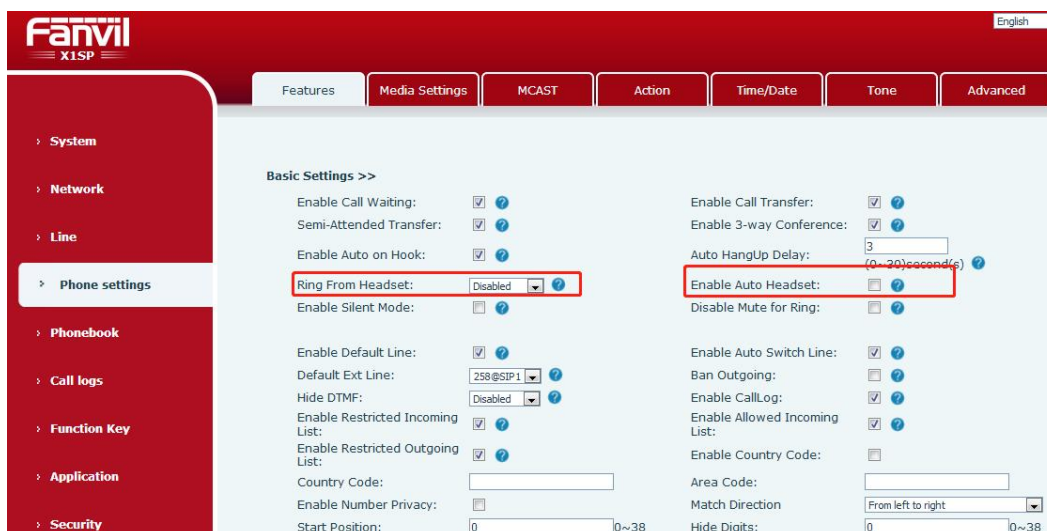 Fanvil
X1SP
English
Features Media Settings MCAST Action Time/Date Tone Advanced
› System
› Network
› Line
› Phone settings
› Phonebook
› Call logs
› Function Key
› Application
› Security
Basic Settings >>
Enable Call Waiting: Enable Call Transfer:
Semi-Attended Transfer: Enable 3-way Conference:
Enable Auto on Hook: Auto HangUp Delay: 3
(0~30)second(s)
Ring From Headset: Disabled Enable Auto Headset:
Enable Silent Mode: Disable Mute for Ring:
Enable Default Line: Enable Auto Switch Line:
Default Ext Line: 258@SIP1 Ban Outgoing:
Hide DTMF: Disabled Enable CallLog:
Enable Restricted Incoming List: Enable Allowed Incoming List:
Enable Restricted Outgoing List: Enable Country Code:
Country Code: Area Code:
Enable Number Privacy: Match Direction From left to right
Start Position: 0 0~38 Hide Digits: 0 0~38